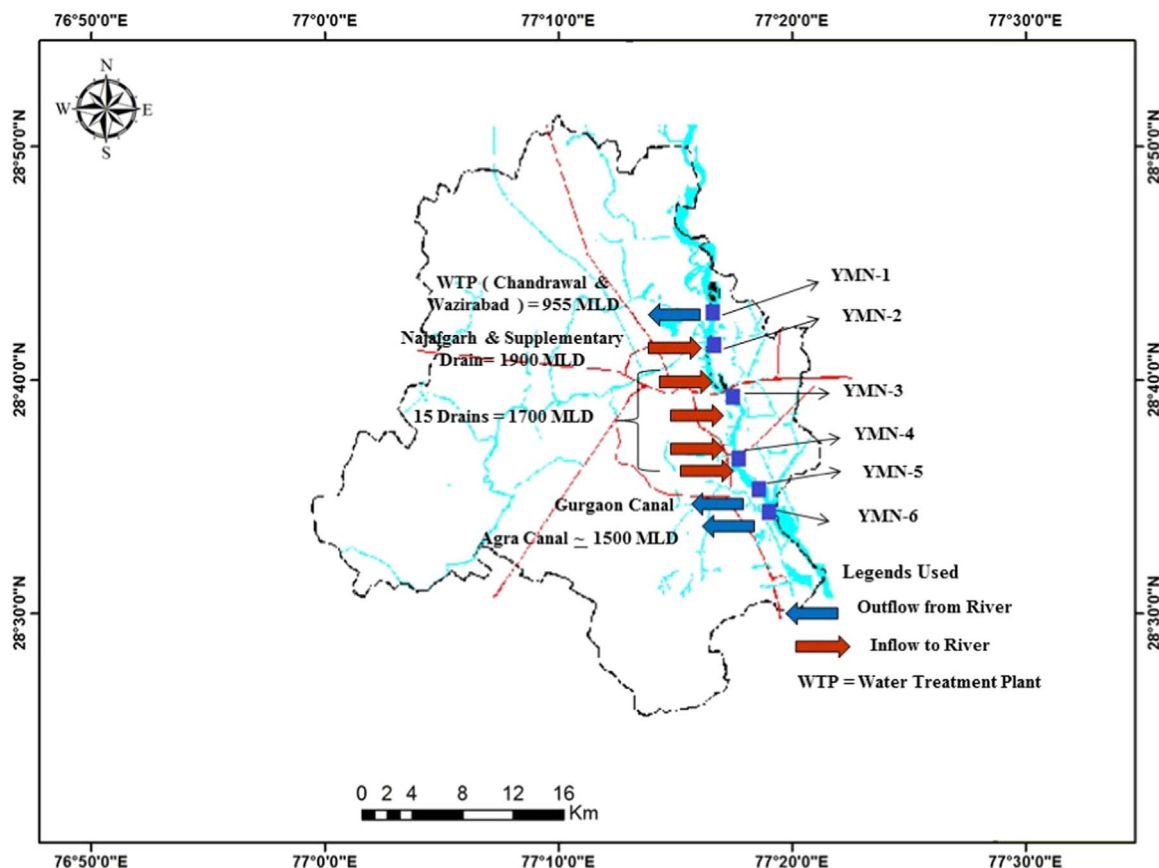 76°50'0"E 77°0'0"E 77°10'0"E 77°20'0"E 77°30'0"E
N
W E
S
28°50'0"N 28°50'0"N
YMN-1
WTP ( Chandrawal &
Wazirabad ) = 955 MLD
YMN-2
Najafgarh & Supplementary
Drain= 1900 MLD
28°40'0"N 28°40'0"N
YMN-3
15 Drains = 1700 MLD
YMN-4
YMN-5
Gurgaon Canal
YMN-6
Agra Canal ~ 1500 MLD
Legends Used
Outflow from River
28°30'0"N 28°30'0"N
Inflow to River
WTP = Water Treatment Plant
0 2 4 8 12 16
Km
76°50'0"E 77°0'0"E 77°10'0"E 77°20'0"E 77°30'0"E